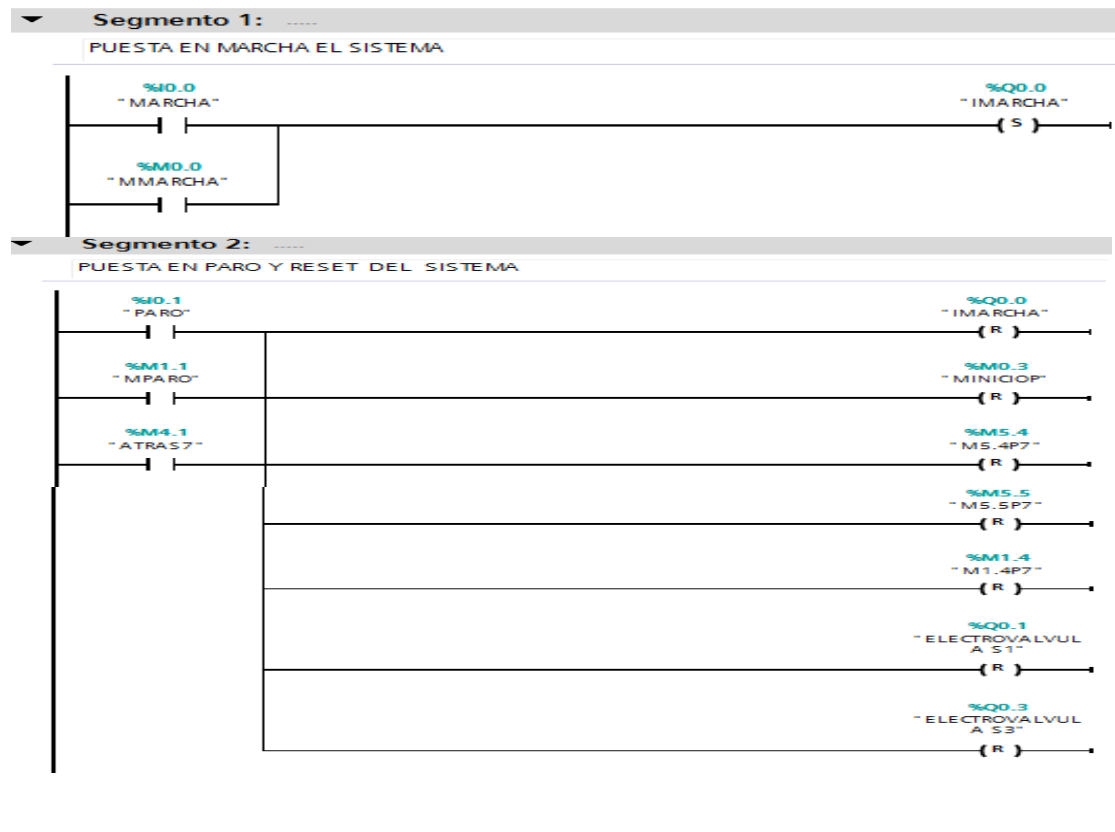 Segmento 1: .....
PUESTA EN MARCHA EL SISTEMA
%I0.0
"MARCHA"
%Q0.0
"IMARCHA"
S
%M0.0
"MMARCHA"
Segmento 2: .....
PUESTA EN PARO Y RESET DEL SISTEMA
%I0.1
"PARO"
%Q0.0
"IMARCHA"
R
%M1.1
"MPARO"
%M0.3
"MINICIOP"
R
%M4.1
"ATRAS7"
%M5.4
"M5.4P7"
R
%M5.5
"M5.5P7"
R
%M1.4
"M1.4P7"
R
%Q0.1
"ELECTROVALVUL
A S1"
R
%Q0.3
"ELECTROVALVUL
A S3"
R